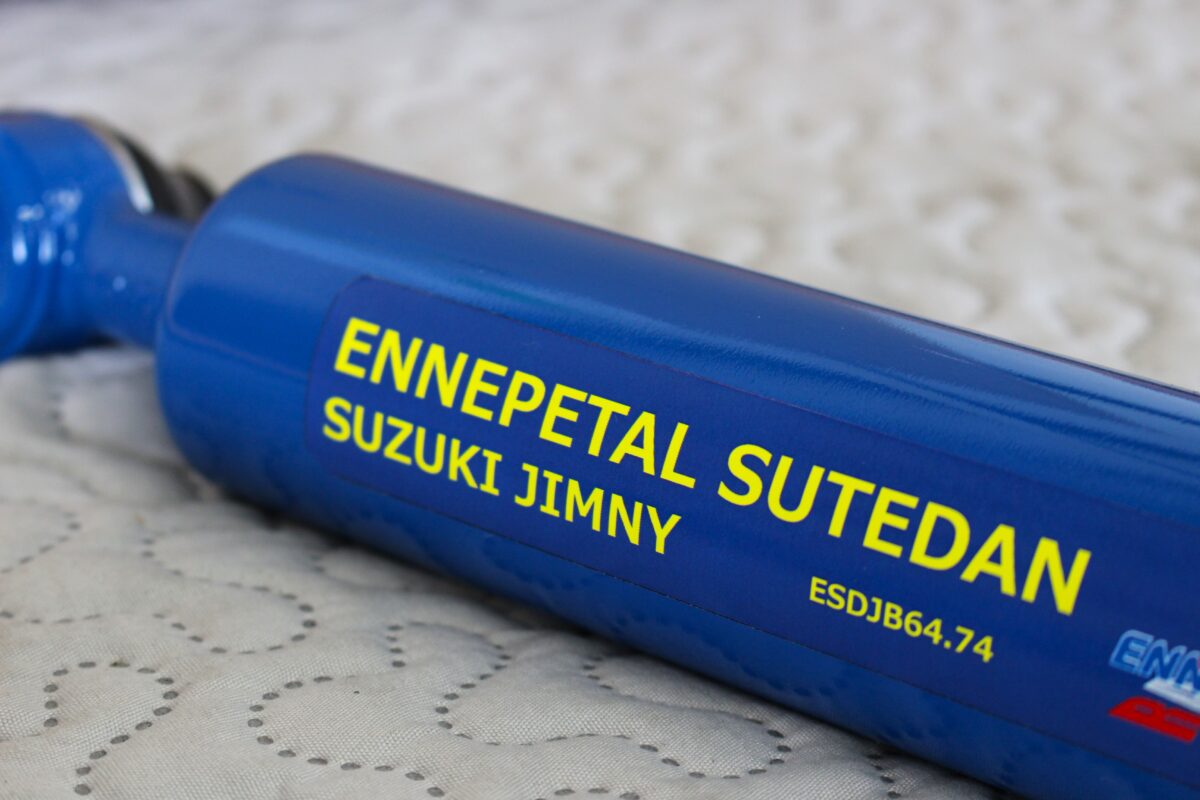 ENNEPETAL SUTEDAN
SUZUKI JIMNY
ESDJB64.74